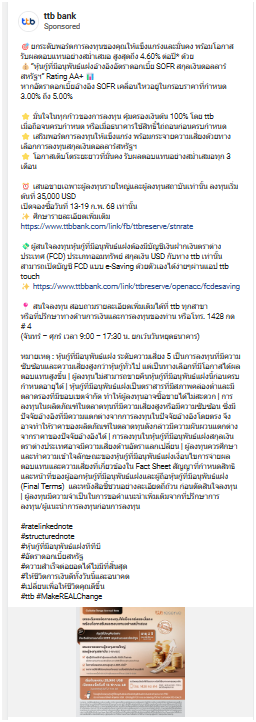 ttb bank
Sponsored
🎯 ยกระดับพอร์ตการลงทุนของคุณให้แข็งแกร่งและมั่นคง พร้อมโอกาส
รับผลตอบแทนอย่างสม่ำเสมอ สูงสุดถึง 4.60% ต่อปี* ด้วย
👍 "หุ้นกู้ที่มีอนุพันธ์แฝงอ้างอิงอัตราดอกเบี้ย SOFR สกุลเงินดอลลาร์
สหรัฐฯ" Rating AA+ 📊
หากอัตราดอกเบี้ยอ้างอิง SOFR เคลื่อนไหวอยู่ในกรอบราคาที่กำหนด
3.00% ถึง 5.00%
⭐ มั่นใจในทุกก้าวของการลงทุน คุ้มครองเงินต้น 100% โดย ttb
เมื่อถือจนครบกำหนด หรือเมื่อธนาคารใช้สิทธิไถ่ถอนก่อนครบกำหนด
⭐ เสริมพอร์ตการลงทุนให้แข็งแกร่ง พร้อมกระจายความเสี่ยงด้วยทาง
เลือกการลงทุนสกุลเงินดอลลาร์สหรัฐฯ
⭐ โอกาสเติบโตระยะยาวที่มั่นคง รับผลตอบแทนอย่างสม่ำเสมอทุก 3
เดือน
⏰ เสนอขายเฉพาะผู้ลงทุนรายใหญ่และผู้ลงทุนสถาบันเท่านั้น ลงทุนเริ่ม
ต้นที่ 35,000 USD
เปิดจองซื้อวันที่ 13-19 ก.พ. 68 เท่านั้น
✨ ศึกษารายละเอียดเพิ่มเติม
https://www.ttbbank.com/link/fb/ttbreserve/stnrate
💸ผู้สนใจลงทุนหุ้นกู้ที่มีอนุพันธ์แฝงต้องมีบัญชีเงินฝากเงินตราต่าง
ประเทศ (FCD) ประเภทออมทรัพย์ สกุลเงิน USD กับทาง ttb เท่านั้น
สามารถเปิดบัญชี FCD แบบ e-Saving ด้วยตัวเองได้ง่ายๆผ่านแอป ttb
touch
✨ https://www.ttbbank.com/link/ttbreserve/openacc/fcdesaving
📍 สนใจลงทุน สอบถามรายละเอียดเพิ่มเติมได้ที่ ttb ทุกสาขา
หรือที่ปรึกษาทางด้านการเงินและการลงทุนของท่าน หรือโทร. 1428 กด
# 4
(จันทร์ – ศุกร์ เวลา 9:00 – 17:30 น. ยกเว้นวันหยุดธนาคาร)
หมายเหตุ : หุ้นกู้ที่มีอนุพันธ์แฝง ระดับความเสี่ยง 5 เป็นการลงทุนที่มีความ
ซับซ้อนและความเสี่ยงสูงกว่าหุ้นกู้ทั่วไป แต่เป็นทางเลือกที่มีโอกาสได้ผล
ตอบแทนสูงขึ้น | ผู้ลงทุนไม่สามารถขายคืนหุ้นกู้ที่มีอนุพันธ์แฝงนี้ก่อนครบ
กำหนดอายุได้ | หุ้นกู้ที่มีอนุพันธ์แฝงเป็นตราสารที่มีสภาพคล่องต่ำและมี
ตลาดรองที่มีขอบเขตจำกัด ทำให้ผู้ลงทุนอาจซื้อขายได้ไม่สะดวก | การ
ลงทุนในผลิตภัณฑ์ในตลาดทุนที่มีความเสี่ยงสูงหรือมีความซับซ้อน ซึ่งมี
ปัจจัยอ้างอิงที่มีความแตกต่างจากการลงทุนในปัจจัยอ้างอิงโดยตรง จึง
อาจทำให้ราคาของผลิตภัณฑ์ในตลาดทุนดังกล่าวมีความผันผวนแตกต่าง
จากราคาของปัจจัยอ้างอิงได้ | การลงทุนในหุ้นกู้ที่มีอนุพันธ์แฝงสกุลเงิน
ตราต่างประเทศอาจมีความเสี่ยงด้านอัตราแลกเปลี่ยน | ผู้ลงทุนควรศึกษา
และทำความเข้าใจลักษณะของหุ้นกู้ที่มีอนุพันธ์แฝงเงื่อนไขการจ่ายผล
ตอบแทนและความเสี่ยงที่เกี่ยวข้องใน Fact Sheet สัญญาที่กำหนดสิทธิ
และหน้าที่ของผู้ออกหุ้นกู้ที่มีอนุพันธ์แฝงและผู้ถือหุ้นกู้ที่มีอนุพันธ์แฝง
(Final Terms) และหนังสือชี้ชวนอย่างละเอียดถี่ถ้วน ก่อนตัดสินใจลงทุน
| ผู้ลงทุนมีความจำเป็นในการขอคำแนะนำเพิ่มเติมจากที่ปรึกษาการ
ลงทุน/ผู้แนะนำการลงทุนก่อนการลงทุน
#ratelinkednote
#structurednote
#หุ้นกู้ที่มีอนุพันธ์แฝงทีทีบี
#อัตราดอกเบี้ยสหรัฐ
#ความสำเร็จต่อยอดได้ไม่มีที่สิ้นสุด
#ให้ชีวิตการเงินดีทั้งวันนี้และอนาคต
#เปลี่ยนเพื่อให้ชีวิตคุณดีขึ้น
#ttb #MakeREALChange